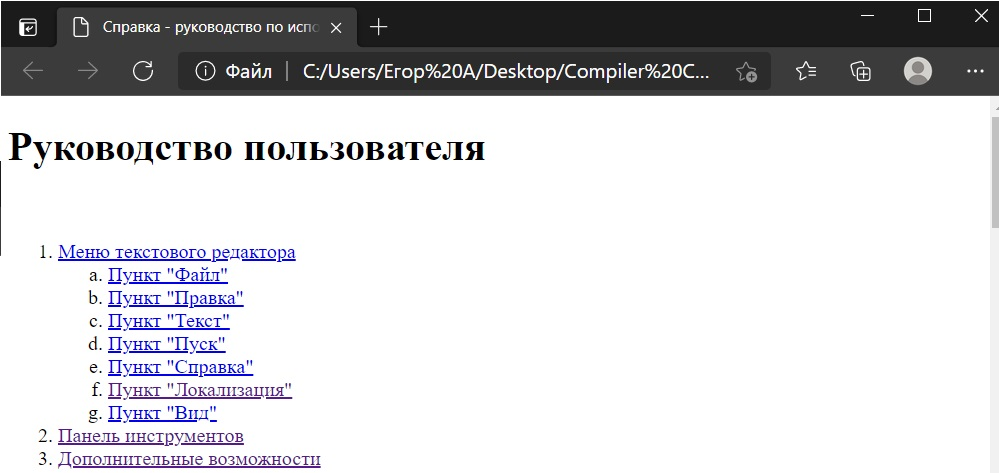 Справка - руководство по испо
Файл
C:/Users/Егор%20A/Desktop/Compiler%20C...
Руководство пользователя
1. Меню текстового редактора
a. Пункт "Файл"
b. Пункт "Правка"
c. Пункт "Текст"
d. Пункт "Пуск"
e. Пункт "Справка"
f. Пункт "Локализация"
g. Пункт "Вид"
2. Панель инструментов
3. Дополнительные возможности